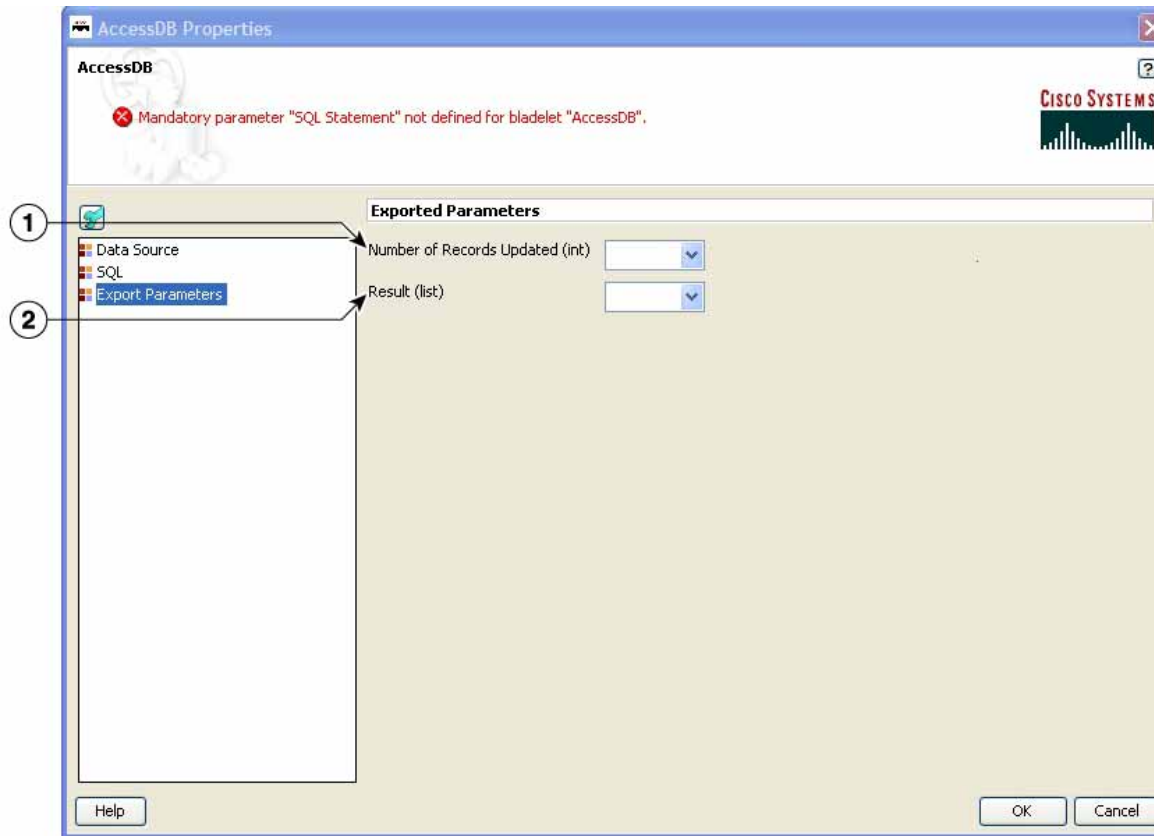 AccessDB Properties
AccessDB
?
CISCO SYSTEMS
Mandatory parameter "SQL Statement" not defined for bladelet "AccessDB".
1
Exported Parameters
Data Source
Number of Records Updated (int)
SQL
Export Parameters
Result (list)
2
Help
OK
Cancel